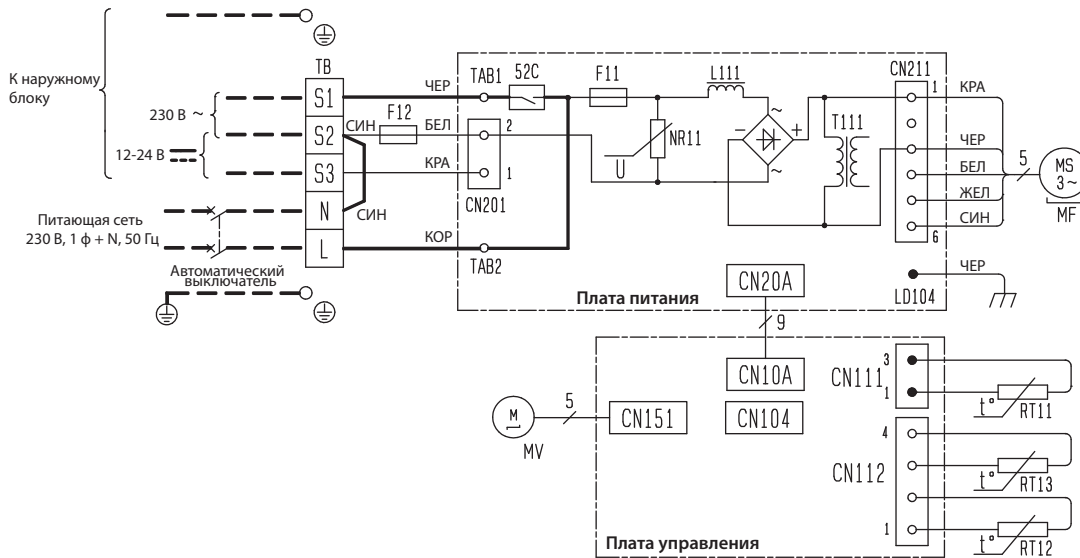 К наружному
блоку
TB
S1
S2
S3
N
L
230 В ~
12-24 В
Питающая сеть
230 В, 1 ф + N, 50 Гц
Автоматический
выключатель
ЧЕР
СИН
F12
БЕЛ
КРА
СИН
КОР
TAB1
52C
2
1
CN201
TAB2
F11
L111
U
NR11
~
~
−
+
T111
CN211
1
6
КРА
ЧЕР
БЕЛ
ЖЕЛ
СИН
5
MS
3~
MF
ЧЕР
LD104
CN20A
Плата питания
9
CN10A
CN104
CN151
5
M
MV
CN111
3
1
t°
RT11
CN112
4
1
t°
RT13
t°
RT12
Плата управления